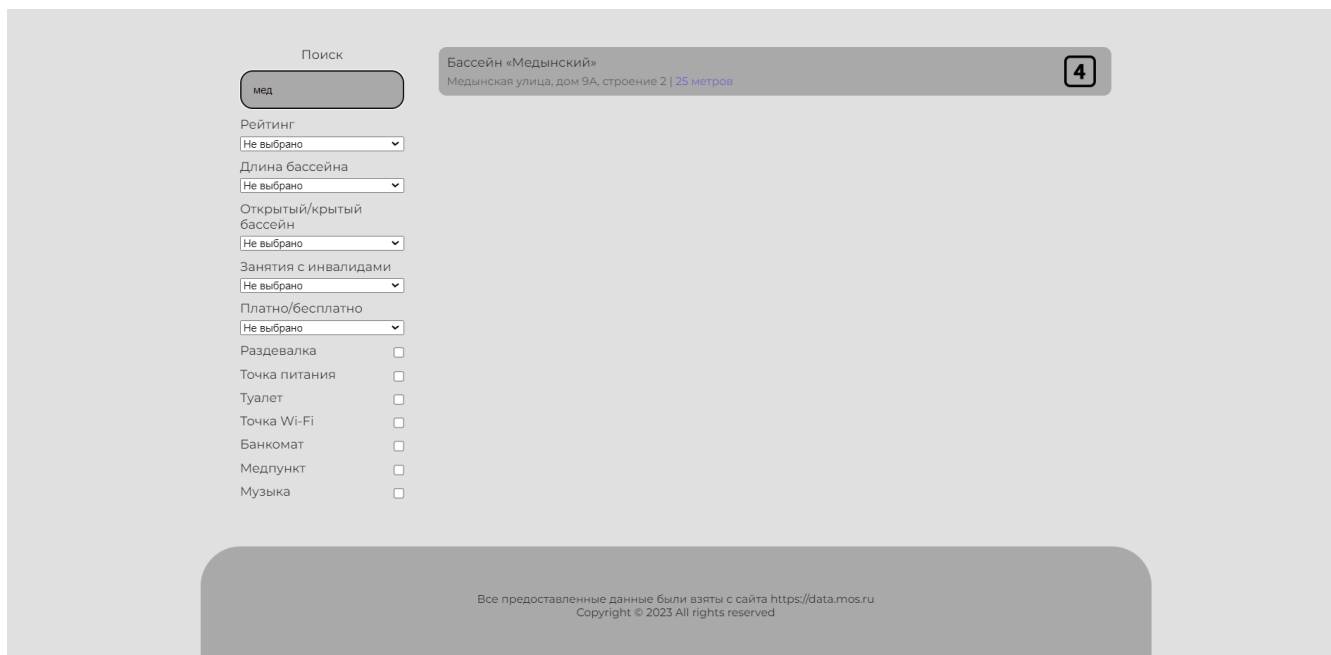 Поиск
мед
Рейтинг
Не выбрано
Длина бассейна
Не выбрано
Открытый/крытый
бассейн
Не выбрано
Занятия с инвалидами
Не выбрано
Платно/бесплатно
Не выбрано
Раздевалка
Точка питания
Туалет
Точка Wi-Fi
Банкомат
Медпункт
Музыка
Бассейн «Медынский»
Медынская улица, дом 9А, строение 2 | 25 метров
4
Все предоставленные данные были взяты с сайта https://data.mos.ru
Copyright © 2023 All rights reserved